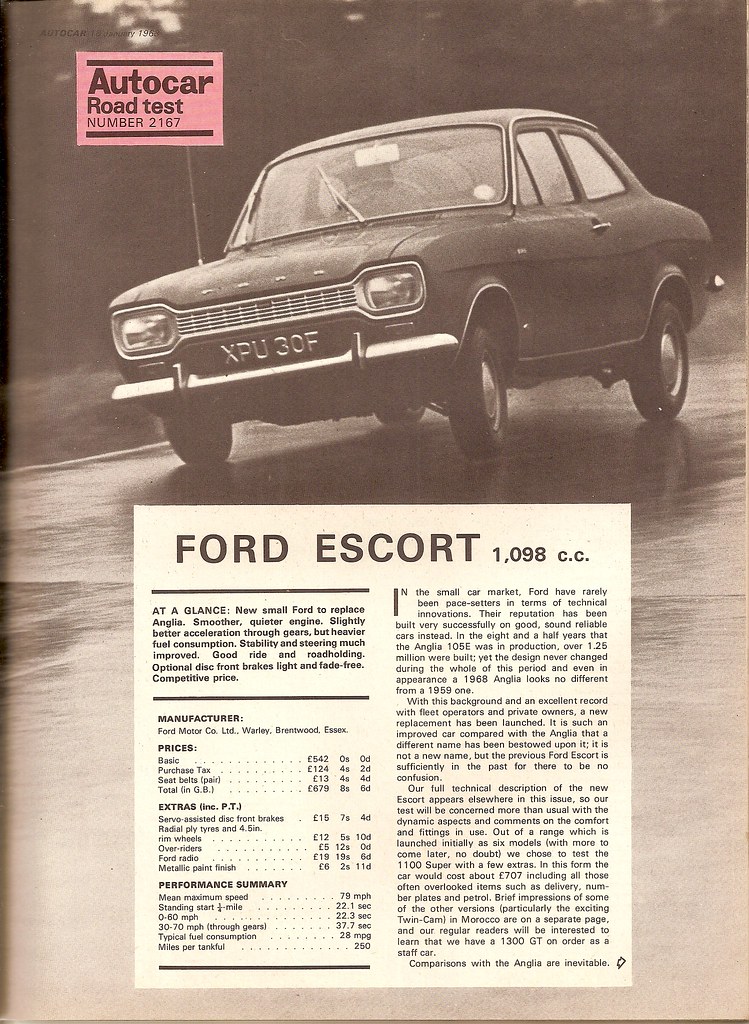 AUTOCAR 18 January 1968
Autocar
Road test
NUMBER 2167
FORD
XPU 30F
FORD ESCORT 1,098 c.c.
AT A GLANCE: New small Ford to replace
Anglia. Smoother, quieter engine. Slightly
better acceleration through gears, but heavier
fuel consumption. Stability and steering much
improved. Good ride and roadholding.
Optional disc front brakes light and fade-free.
Competitive price.
MANUFACTURER:
Ford Motor Co. Ltd., Warley, Brentwood, Essex.
PRICES:
Basic . . . . . . . . . . . £542 0s 0d
Purchase Tax . . . . . . . . . £124 4s 2d
Seat belts (pair) . . . . . . . . £13 4s 4d
Total (in G.B.) . . . . . . . . . £679 8s 6d
EXTRAS (inc. P.T.)
Servo-assisted disc front brakes . £15 7s 4d
Radial ply tyres and 4.5in.
rim wheels . . . . . . . . . £12 5s 10d
Over-riders . . . . . . . . . £5 12s 0d
Ford radio . . . . . . . . . . £19 19s 6d
Metallic paint finish . . . . . . . £6 2s 11d
PERFORMANCE SUMMARY
Mean maximum speed . . . . . . . . 79 mph
Standing start ¼-mile . . . . . . . 22.1 sec
0-60 mph . . . . . . . . . . 22.3 sec
30-70 mph (through gears) . . . . . . 37.7 sec
Typical fuel consumption . . . . . . . 28 mpg
Miles per tankful . . . . . . . . . . 250
IN the small car market, Ford have rarely
been pace-setters in terms of technical
innovations. Their reputation has been
built very successfully on good, sound reliable
cars instead. In the eight and a half years that
the Anglia 105E was in production, over 1.25
million were built; yet the design never changed
during the whole of this period and even in
appearance a 1968 Anglia looks no different
from a 1959 one.
With this background and an excellent record
with fleet operators and private owners, a new
replacement has been launched. It is such an
improved car compared with the Anglia that a
different name has been bestowed upon it; it is
not a new name, but the previous Ford Escort is
sufficiently in the past for there to be no
confusion.
Our full technical description of the new
Escort appears elsewhere in this issue, so our
test will be concerned more than usual with the
dynamic aspects and comments on the comfort
and fittings in use. Out of a range which is
launched initially as six models (with more to
come later, no doubt) we chose to test the
1100 Super with a few extras. In this form the
car would cost about £707 including all those
often overlooked items such as delivery, num-
ber plates and petrol. Brief impressions of some
of the other versions (particularly the exciting
Twin-Cam) in Morocco are on a separate page,
and our regular readers will be interested to
learn that we have a 1300 GT on order as a
staff car.
Comparisons with the Anglia are inevitable.